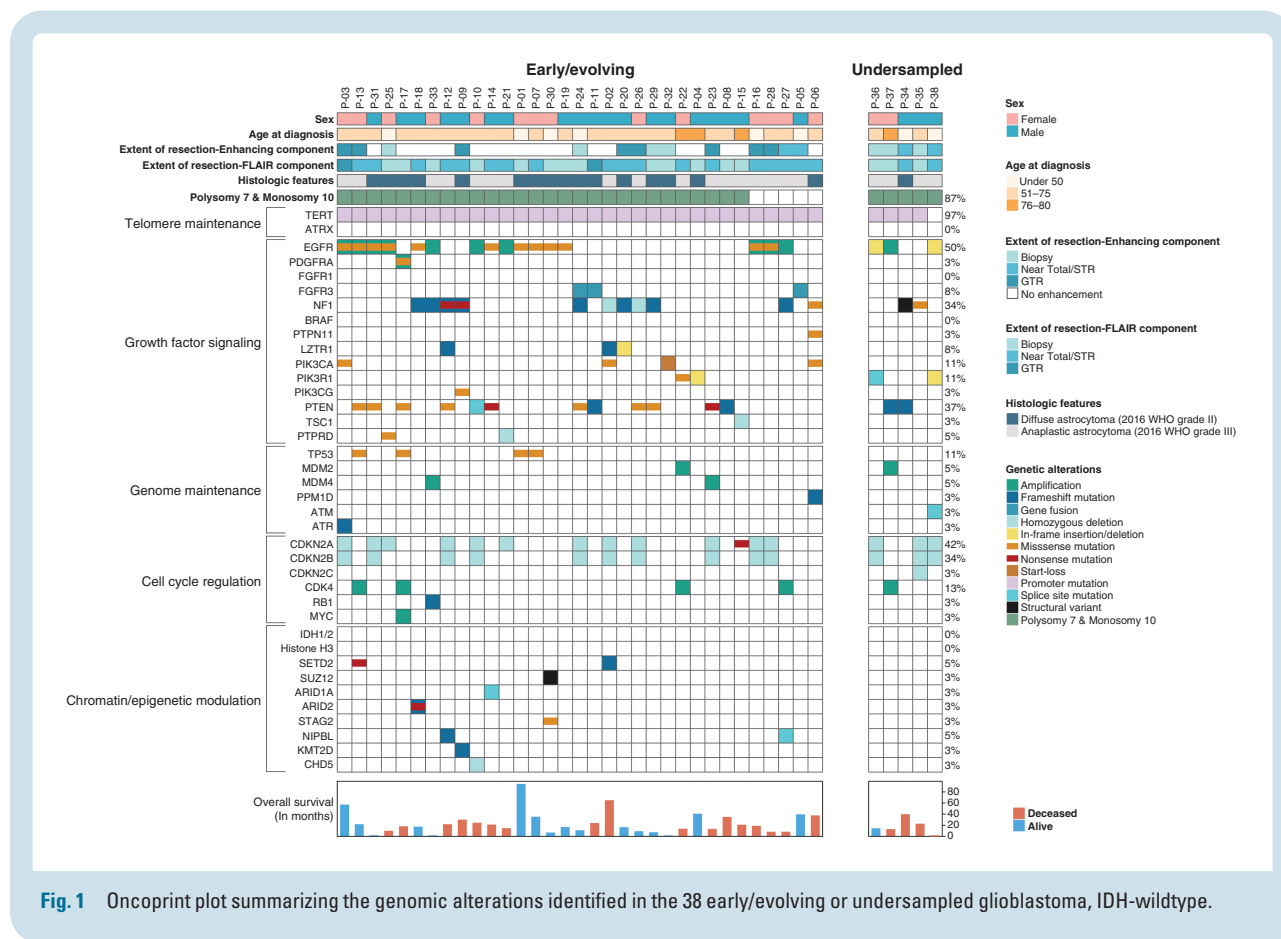 Early/evolving
Undersampled
P-03 P-13 P-31 P-25 P-17 P-18 P-33 P-12 P-09 P-10 P-14 P-21 P-01 P-07 P-30 P-19 P-24 P-11 P-02 P-20 P-26 P-29 P-32 P-22 P-04 P-23 P-08 P-15 P-16 P-28 P-27 P-05 P-06
P-36 P-37 P-34 P-35 P-38
Sex
Age at diagnosis
Extent of resection-Enhancing component
Extent of resection-FLAIR component
Histologic features
Polysomy 7 & Monosomy 10 87%
Telomere maintenance
TERT 97%
ATRX 0%
Growth factor signaling
EGFR 50%
PDGFRA 3%
FGFR1 0%
FGFR3 8%
NF1 34%
BRAF 0%
PTPN11 3%
LZTR1 8%
PIK3CA 11%
PIK3R1 11%
PIK3CG 3%
PTEN 37%
TSC1 3%
PTPRD 5%
Genome maintenance
TP53 11%
MDM2 5%
MDM4 5%
PPM1D 3%
ATM 3%
ATR 3%
Cell cycle regulation
CDKN2A 42%
CDKN2B 34%
CDKN2C 3%
CDK4 13%
RB1 3%
MYC 3%
Chromatin/epigenetic modulation
IDH1/2 0%
Histone H3 0%
SETD2 5%
SUZ12 3%
ARID1A 3%
ARID2 3%
STAG2 3%
NIPBL 5%
KMT2D 3%
CHD5 3%
Overall survival
(In months)
80
60
40
20
0
Sex
Female
Male
Age at diagnosis
Under 50
51–75
76–80
Extent of resection-Enhancing component
Biopsy
Near Total/STR
GTR
No enhancement
Extent of resection-FLAIR component
Biopsy
Near Total/STR
GTR
Histologic features
Diffuse astrocytoma (2016 WHO grade II)
Anaplastic astrocytoma (2016 WHO grade III)
Genetic alterations
Amplification
Frameshift mutation
Gene fusion
Homozygous deletion
In-frame insertion/deletion
Misssense mutation
Nonsense mutation
Start-loss
Promoter mutation
Splice site mutation
Structural variant
Polysomy 7 & Monosomy 10
Deceased
Alive
Fig. 1 Oncoprint plot summarizing the genomic alterations identified in the 38 early/evolving or undersampled glioblastoma, IDH-wildtype.